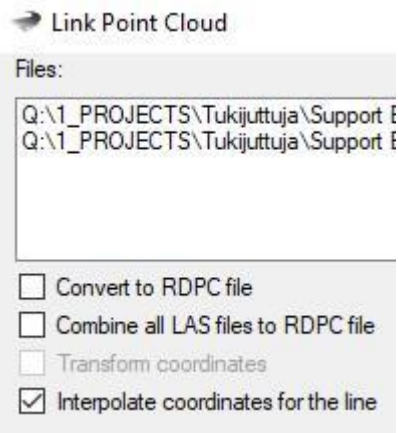 Link Point Cloud
Files:
Q:\1_PROJECTS\Tukijuttuja\Support
Q:\1_PROJECTS\Tukijuttuja\Support
Convert to RDPC file
Combine all LAS files to RDPC file
Transform coordinates
Interpolate coordinates for the line